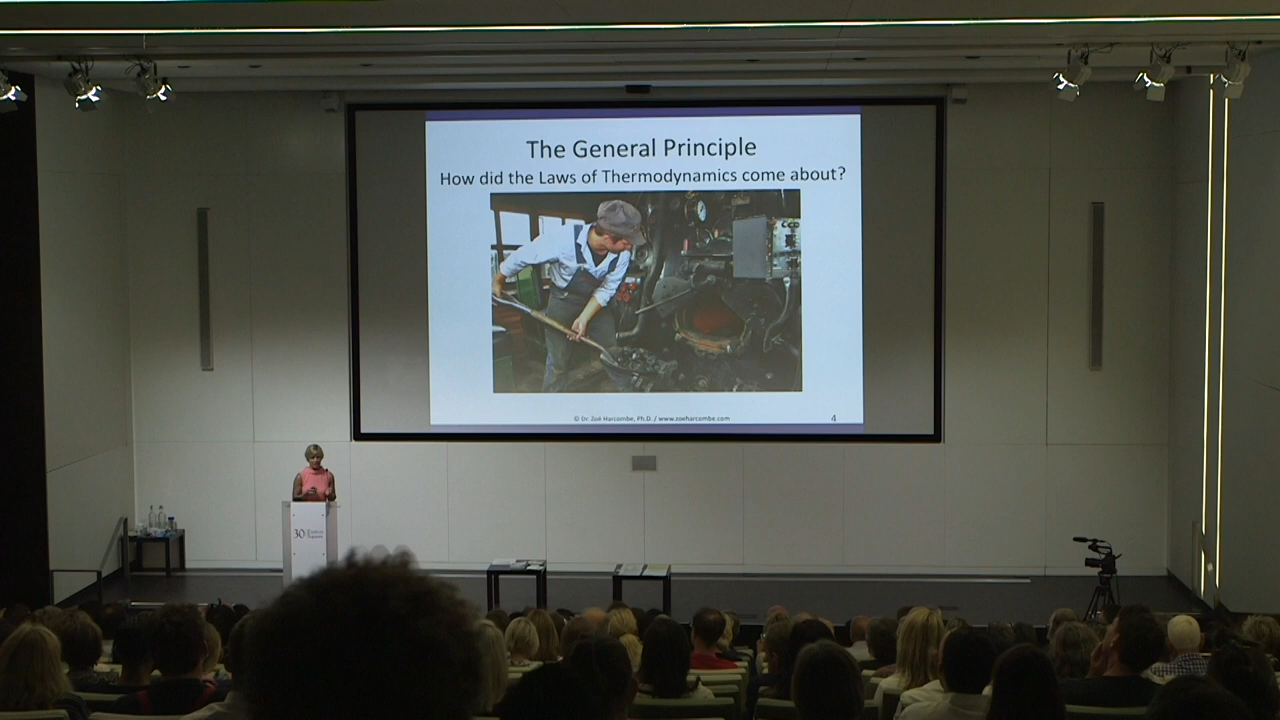 The General Principle
How did the Laws of Thermodynamics come about?
© Dr. Zoë Harcombe, Ph.D. / www.zoeharcombe.com
4
30